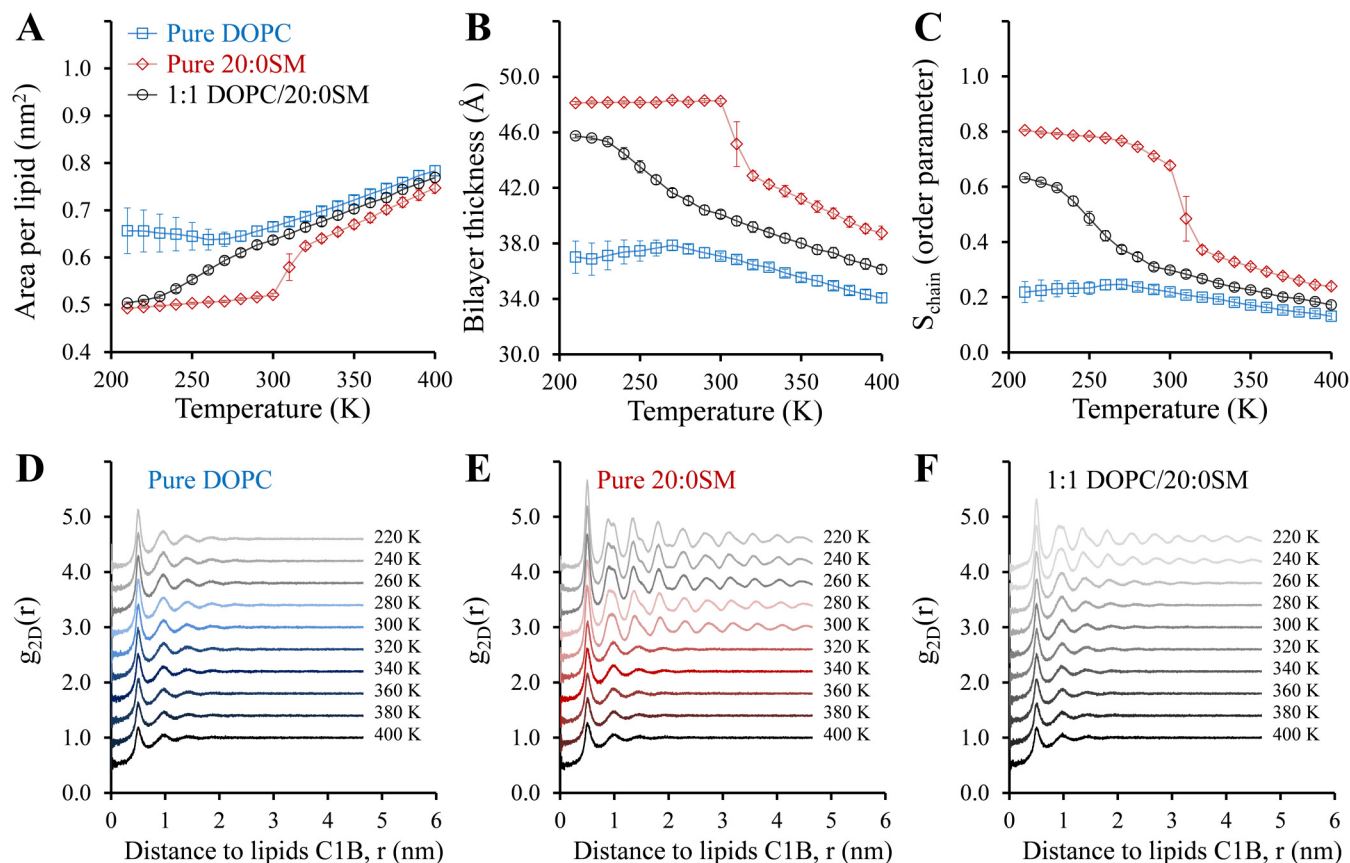 A
Pure DOPC
Pure 20:0SM
1:1 DOPC/20:0SM
Area per lipid (nm²)
1.0
0.9
0.8
0.7
0.6
0.5
0.4
200 250 300 350 400
Temperature (K)
B
Bilayer thickness (Å)
50.0
46.0
42.0
38.0
34.0
30.0
200 250 300 350 400
Temperature (K)
C
Schain (order parameter)
1.0
0.8
0.6
0.4
0.2
0.0
200 250 300 350 400
Temperature (K)
D
Pure DOPC
g2D(r)
5.0
4.0
3.0
2.0
1.0
0.0
220 K
240 K
260 K
280 K
300 K
320 K
340 K
360 K
380 K
400 K
0 1 2 3 4 5 6
Distance to lipids C1B, r (nm)
E
Pure 20:0SM
g2D(r)
5.0
4.0
3.0
2.0
1.0
0.0
220 K
240 K
260 K
280 K
300 K
320 K
340 K
360 K
380 K
400 K
0 1 2 3 4 5 6
Distance to lipids C1B, r (nm)
F
1:1 DOPC/20:0SM
g2D(r)
5.0
4.0
3.0
2.0
1.0
0.0
220 K
240 K
260 K
280 K
300 K
320 K
340 K
360 K
380 K
400 K
0 1 2 3 4 5 6
Distance to lipids C1B, r (nm)